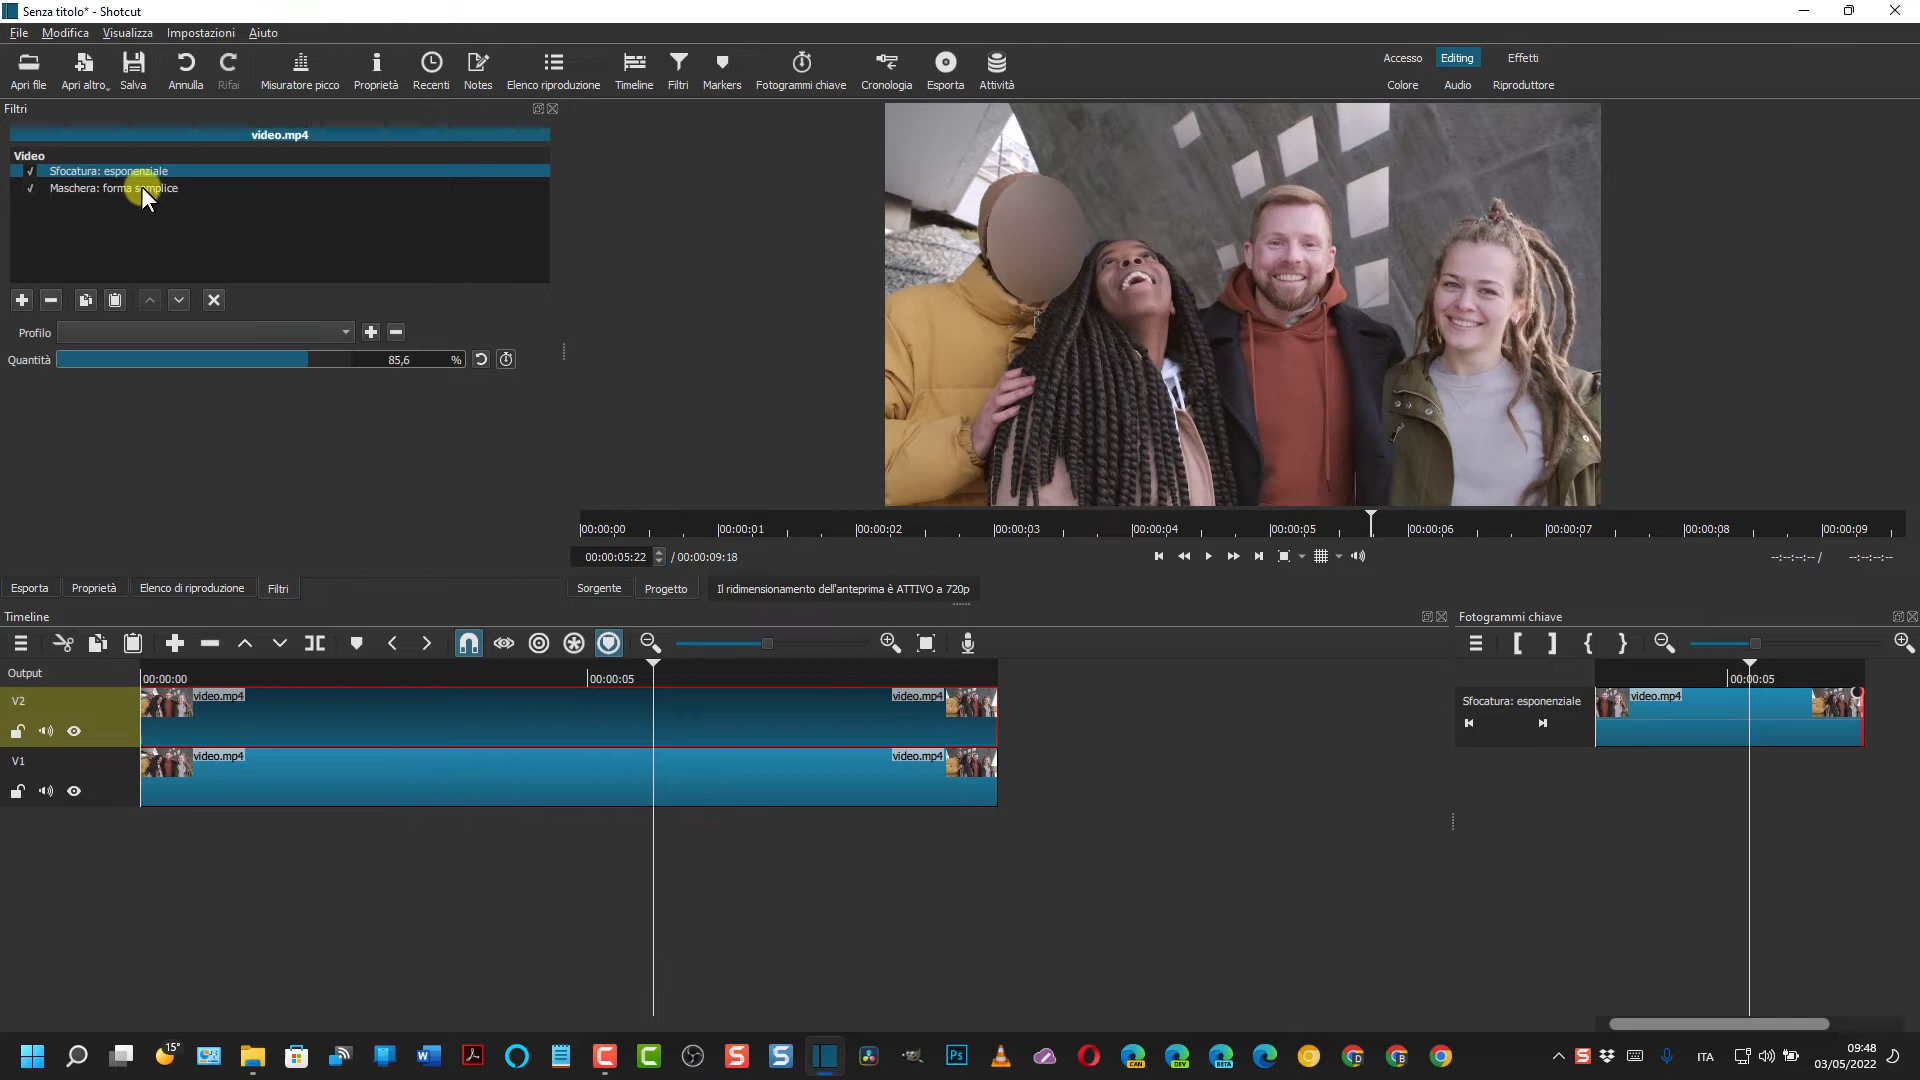 Senza titolo* - Shotcut
File Modifica Visualizza Impostazioni Aiuto
Apri file Apri altro... Salva Annulla Rifai Misuratore picco Proprietà Recenti Notes Elenco riproduzione Timeline Filtri Markers Fotogrammi chiave Cronologia Esporta Attività
Accesso Editing Effetti
Colore Audio Riproduttore
Filtri
video.mp4
Video
✓ Sfocatura: esponenziale
✓ Maschera: forma semplice
Profilo
Quantità 85,6 %
00:00:00 00:00:01 00:00:02 00:00:03 00:00:04 00:00:05 00:00:06 00:00:07 00:00:08 00:00:09
00:00:05:22 / 00:00:09:18 --:--:--:-- / --:--:--:--
Esporta Proprietà Elenco di riproduzione Filtri
Sorgente Progetto Il ridimensionamento dell'anteprima è ATTIVO a 720p
Timeline
Fotogrammi chiave
Output
00:00:00 00:00:05
00:00:05
V2
video.mp4 video.mp4
Sfocatura: esponenziale
video.mp4
V1
video.mp4 video.mp4
15°
CAN DEV BETA
ITA
09:48
03/05/2022